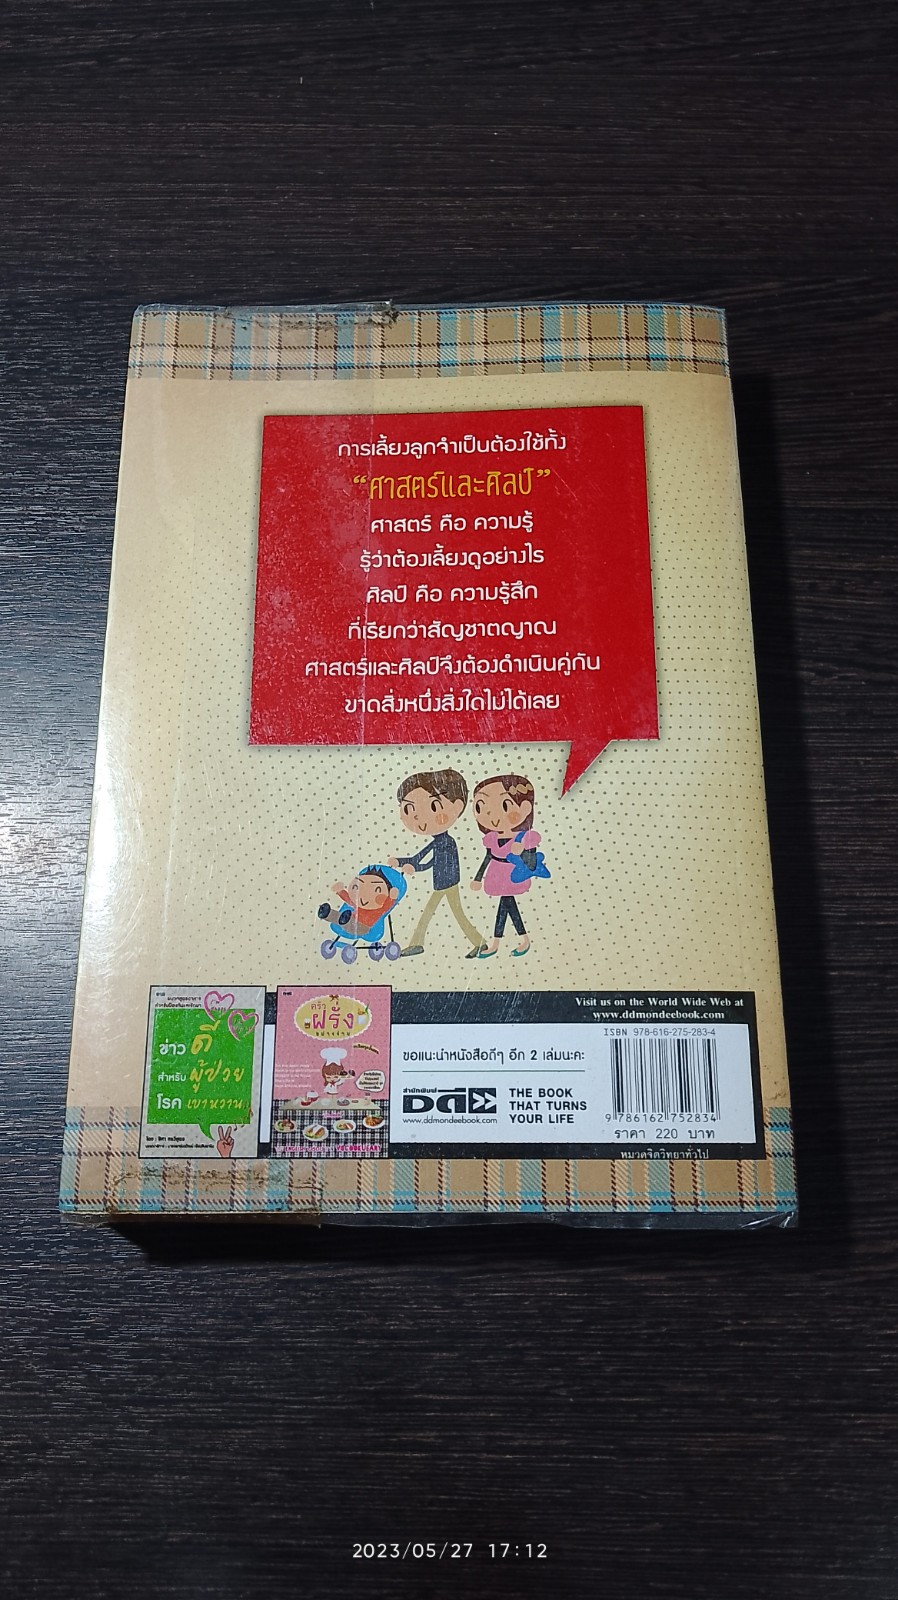 การเลี้ยงลูกจำเป็นต้องใช้ทั้ง
“ศาสตร์และศิลป์”
ศาสตร์ คือ ความรู้
รู้ว่าต้องเลี้ยงดูอย่างไร
ศิลป์ คือ ความรู้สึก
ที่เรียกว่าสัญชาตญาณ
ศาสตร์และศิลป์จึงต้องดำเนินคู่กัน
ขาดสิ่งหนึ่งสิ่งใดไม่ได้เลย
ข่าว ดี
สำหรับ ผู้ป่วย
โรค เบาหวาน
ครัว
ฝรั่ง
Visit us on the World Wide Web at
www.ddmondeebook.com
ขอแนะนำหนังสือดีๆ อีก 2 เล่มนะคะ
สำนักพิมพ์
ดีดี
www.ddmondeebook.com
THE BOOK
THAT TURNS
YOUR LIFE
ISBN 978-616-275-283-4
9 786162 752834
ราคา 220 บาท
หมวดจิตวิทยาทั่วไป
2023/05/27 17:12